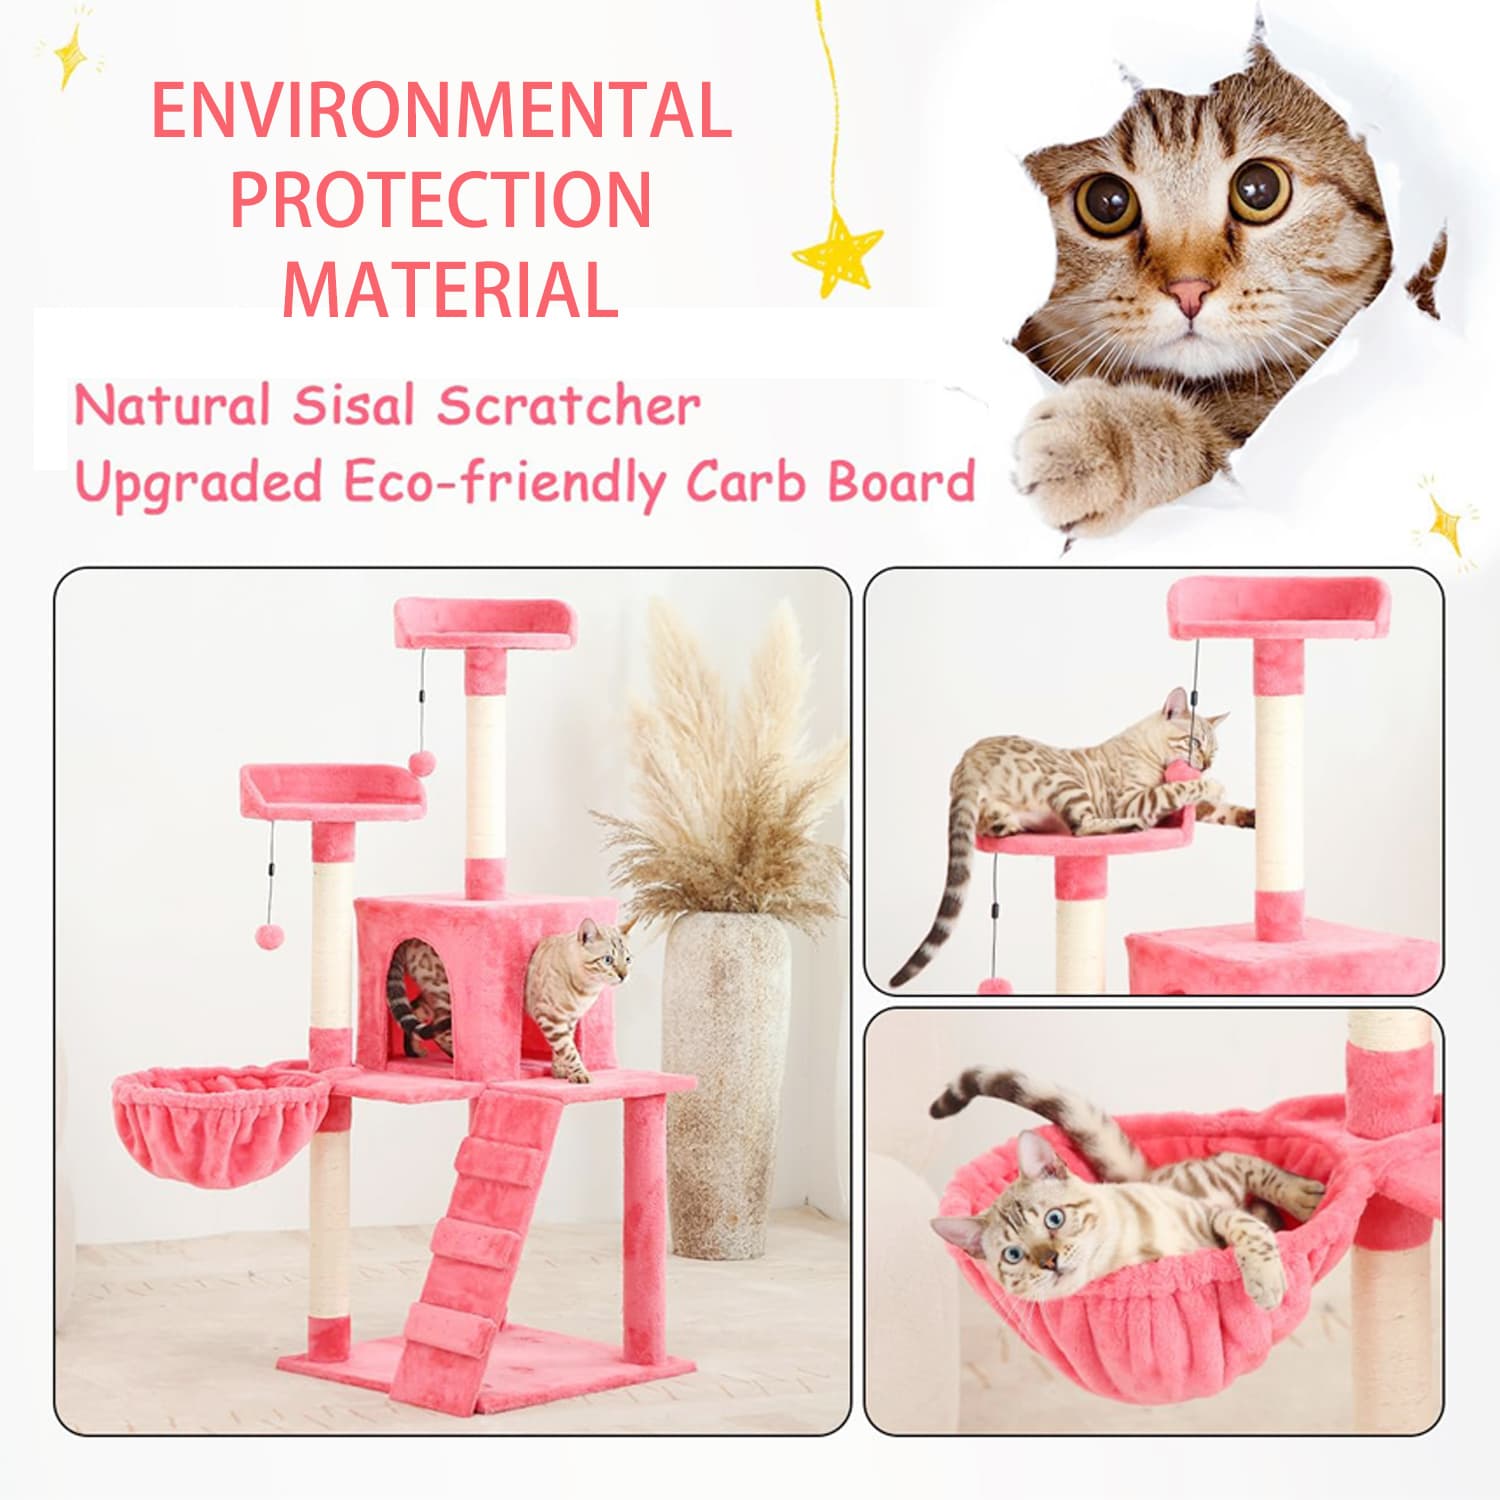 ENVIRONMENTAL
PROTECTION
MATERIAL
Natural Sisal Scratcher
Upgraded Eco-friendly Carb Board